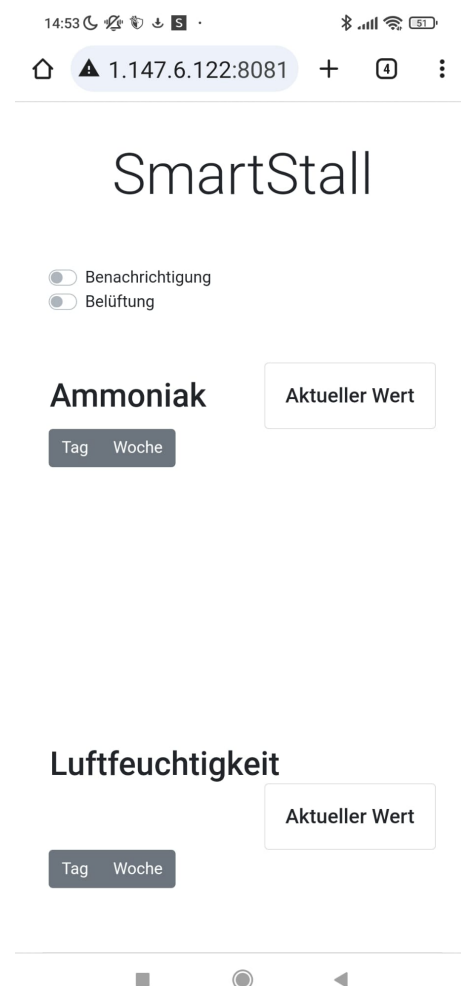 14:53 S
51
1.147.6.122:8081 4
SmartStall
Benachrichtigung
Belüftung
Ammoniak
Aktueller Wert
Tag Woche
Luftfeuchtigkeit
Aktueller Wert
Tag Woche